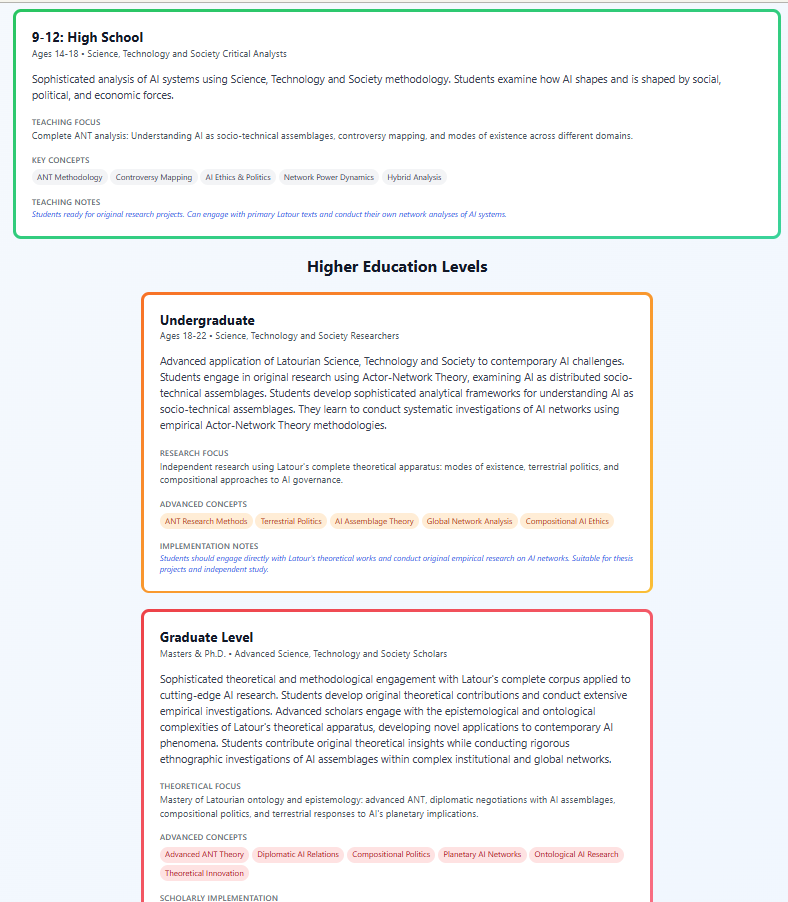 9-12: High School
Ages 14-18 • Science, Technology and Society Critical Analysts
Sophisticated analysis of AI systems using Science, Technology and Society methodology. Students examine how AI shapes and is shaped by social,
political, and economic forces.
TEACHING FOCUS
Complete ANT analysis: Understanding AI as socio-technical assemblages, controversy mapping, and modes of existence across different domains.
KEY CONCEPTS
ANT Methodology Controversy Mapping AI Ethics & Politics Network Power Dynamics Hybrid Analysis
TEACHING NOTES
Students ready for original research projects. Can engage with primary Latour texts and conduct their own network analyses of AI systems.
Higher Education Levels
Undergraduate
Ages 18-22 • Science, Technology and Society Researchers
Advanced application of Latourian Science, Technology and Society to contemporary AI challenges.
Students engage in original research using Actor-Network Theory, examining AI as distributed socio-
technical assemblages. Students develop sophisticated analytical frameworks for understanding AI as
socio-technical assemblages. They learn to conduct systematic investigations of AI networks using
empirical Actor-Network Theory methodologies.
RESEARCH FOCUS
Independent research using Latour's complete theoretical apparatus: modes of existence, terrestrial politics, and
compositional approaches to AI governance.
ADVANCED CONCEPTS
ANT Research Methods Terrestrial Politics AI Assemblage Theory Global Network Analysis Compositional AI Ethics
IMPLEMENTATION NOTES
Students should engage directly with Latour's theoretical works and conduct original empirical research on AI networks. Suitable for thesis
projects and independent study.
Graduate Level
Masters & Ph.D. • Advanced Science, Technology and Society Scholars
Sophisticated theoretical and methodological engagement with Latour's complete corpus applied to
cutting-edge AI research. Students develop original theoretical contributions and conduct extensive
empirical investigations. Advanced scholars engage with the epistemological and ontological
complexities of Latour's theoretical apparatus, developing novel applications to contemporary AI
phenomena. Students contribute original theoretical insights while conducting rigorous
ethnographic investigations of AI assemblages within complex institutional and global networks.
THEORETICAL FOCUS
Mastery of Latourian ontology and epistemology: advanced ANT, diplomatic negotiations with AI assemblages,
compositional politics, and terrestrial responses to AI's planetary implications.
ADVANCED CONCEPTS
Advanced ANT Theory Diplomatic AI Relations Compositional Politics Planetary AI Networks Ontological AI Research
Theoretical Innovation
SCHOLARLY IMPLEMENTATION